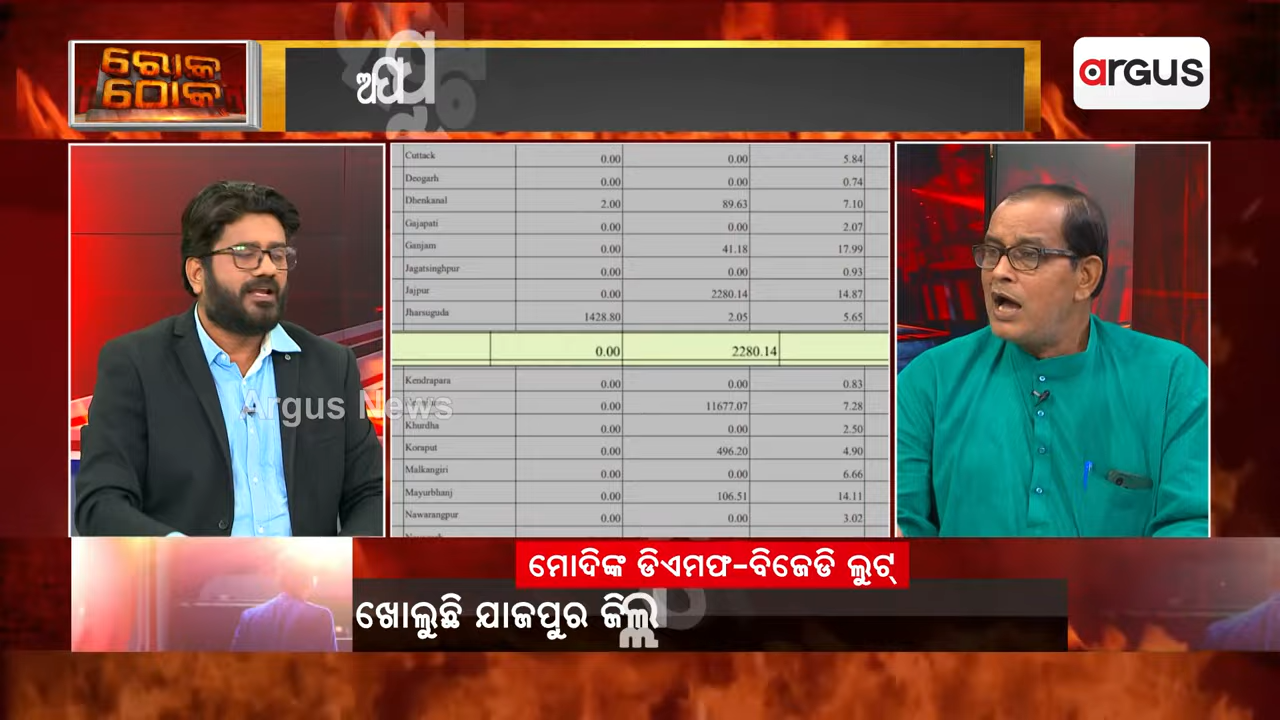 ରୋକ
ଠୋକ
argus
Cuttack 0.00 0.00 5.84
Deogarh 0.00 0.00 0.74
Dhenkanal 2.00 89.63 7.10
Gajapati 0.00 0.00 2.07
Ganjam 0.00 41.18 17.99
Jagatsinghpur 0.00 0.00 0.93
Jajpur 0.00 2280.14 14.87
Jharsuguda 1428.80 2.05 5.65
0.00 2280.14
Kendrapara 0.00 0.00 0.83
0.00 11677.07 7.28
Argus News
Khurdha 0.00 0.00 2.50
Koraput 0.00 496.20 4.90
Malkangiri 0.00 0.00 6.66
Mayurbhanj 0.00 106.51 14.11
Nawarangpur 0.00 0.00 3.02
ମୋଦିଙ୍କ ଡିଏମଫ-ବିଜେଡି ଲୁଟ୍
ଖୋଲୁଛି ଯାଜପୁର